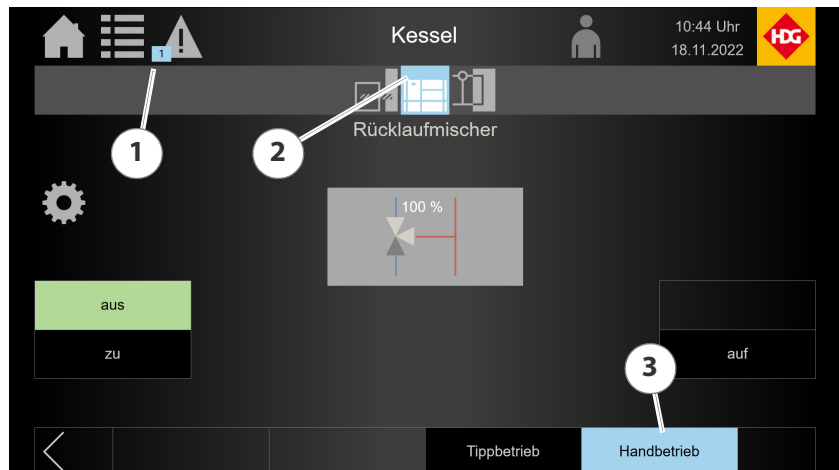 Kessel
10:44 Uhr
18.11.2022
HDG
1
1
2
Rücklaufmischer
100 %
aus
zu
auf
3
Tippbetrieb
Handbetrieb